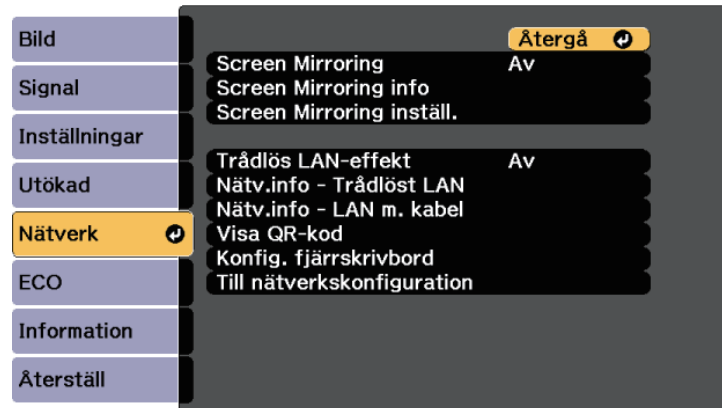 Bild
Signal
Inställningar
Utökad
Nätverk
ECO
Information
Återställ
Återgå
Screen Mirroring Av
Screen Mirroring info
Screen Mirroring inställ.
Trådlös LAN-effekt Av
Nätv.info - Trådlöst LAN
Nätv.info - LAN m. kabel
Visa QR-kod
Konfig. fjärrskrivbord
Till nätverkskonfiguration